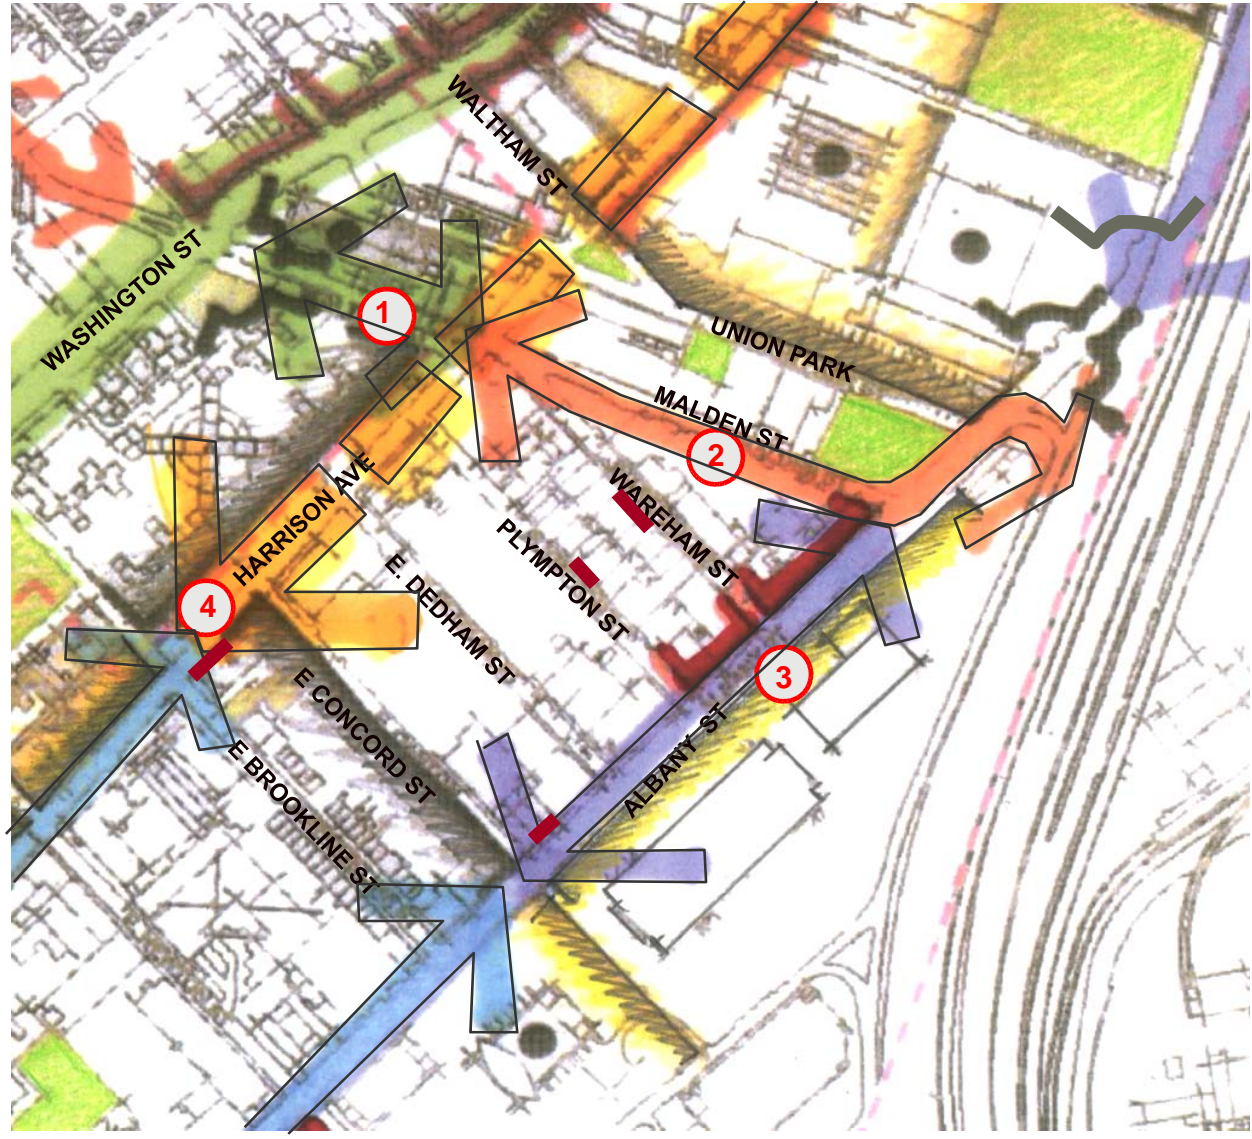 WALTHAM ST
WASHINGTON ST
1
UNION PARK
MALDEN ST
2
HARRISON AVE
WAREHAM ST
PLYMPTON ST
E. DEDHAM ST
4
3
E CONCORD ST
ALBANY ST
E BROOKLINE ST